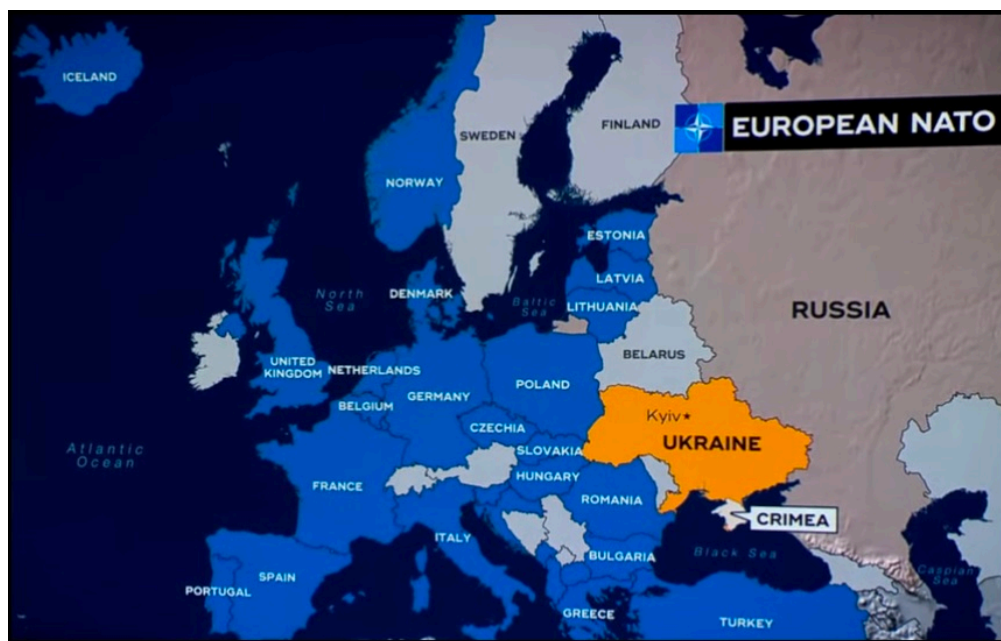 ICELAND
SWEDEN
FINLAND
EUROPEAN NATO
NORWAY
ESTONIA
LATVIA
LITHUANIA
North
Sea
DENMARK
Baltic
Sea
RUSSIA
BELARUS
UNITED
KINGDOM
NETHERLANDS
BELGIUM
GERMANY
POLAND
Kyiv
UKRAINE
CZECHIA
SLOVAKIA
Atlantic
Ocean
FRANCE
HUNGARY
ROMANIA
CRIMEA
ITALY
BULGARIA
Black Sea
Caspian
Sea
PORTUGAL
SPAIN
GREECE
TURKEY